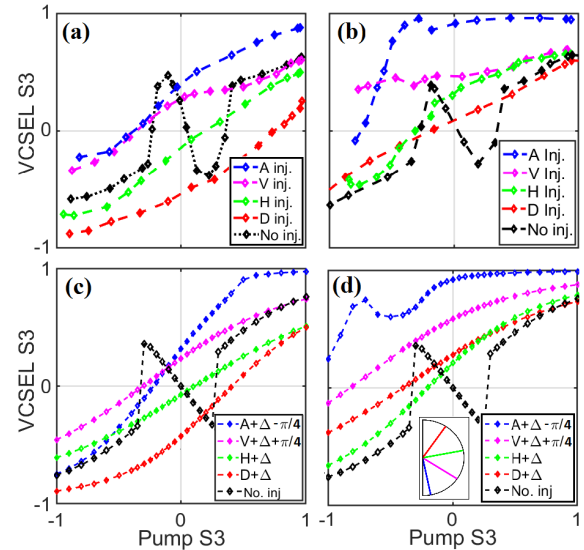 (a)
(b)
1
0
-1
VCSEL S3
A inj.
V inj.
H inj.
D inj.
No inj.
A Inj.
V Inj.
H Inj.
D Inj.
No inj.
(c)
(d)
1
0
-1
VCSEL S3
A+Δ-π/4
V+Δ+π/4
H+Δ
D+Δ
No. inj
A+Δ-π/4
V+Δ+π/4
H+Δ
D+Δ
No. inj
-1
0
1
-1
0
1
Pump S3
Pump S3